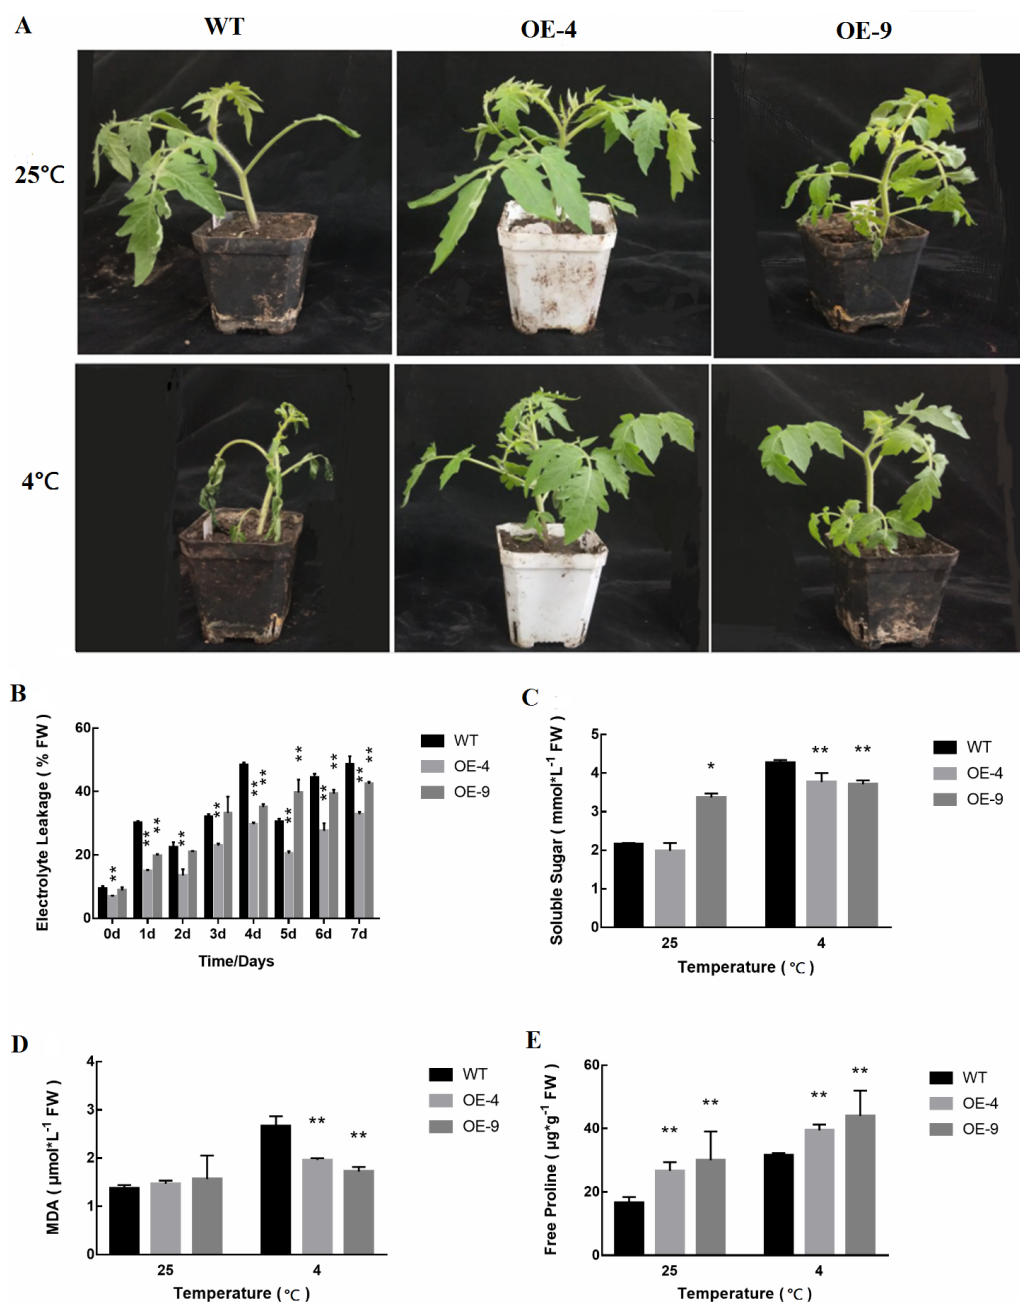 A
WT
OE-4
OE-9
25°C
4°C
B
Electrolyte Leakage ( % FW )
60
40
20
0
**
**
**
**
**
**
**
**
**
**
**
**
**
**
0d
1d
2d
3d
4d
5d
6d
7d
Time/Days
WT
OE-4
OE-9
C
Soluble Sugar ( mmol*L-1 FW )
5
4
3
2
1
0
*
**
**
25
4
Temperature ( °C )
WT
OE-4
OE-9
D
MDA ( μmol*L-1 FW )
4
3
2
1
0
**
**
25
4
Temperature ( °C )
WT
OE-4
OE-9
E
Free Proline ( μg*g-1 FW )
60
40
20
0
**
**
**
**
25
4
Temperature ( °C )
WT
OE-4
OE-9